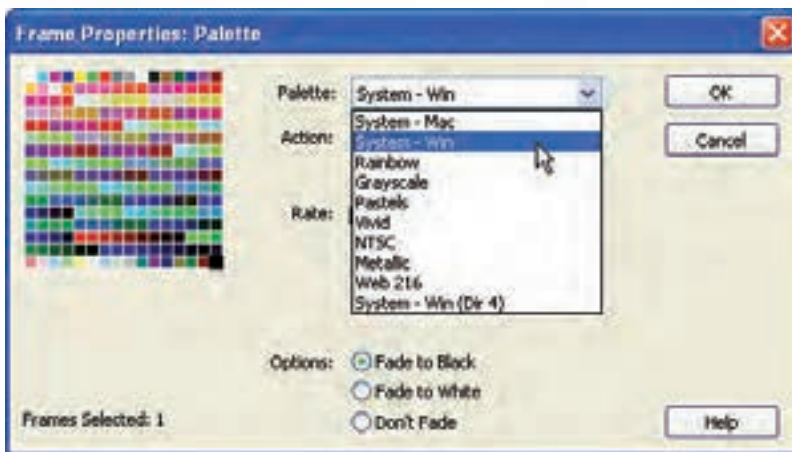 Frame Properties: Palette
Palette: System - Win
OK
Action:
System - Mac
System - Win
Cancel
Rainbow
Grayscale
Pastels
Rate:
Vivid
NTSC
Metallic
Web 216
System - Win (Dir 4)
Options: Fade to Black
Fade to White
Frames Selected: 1
Don't Fade
Help